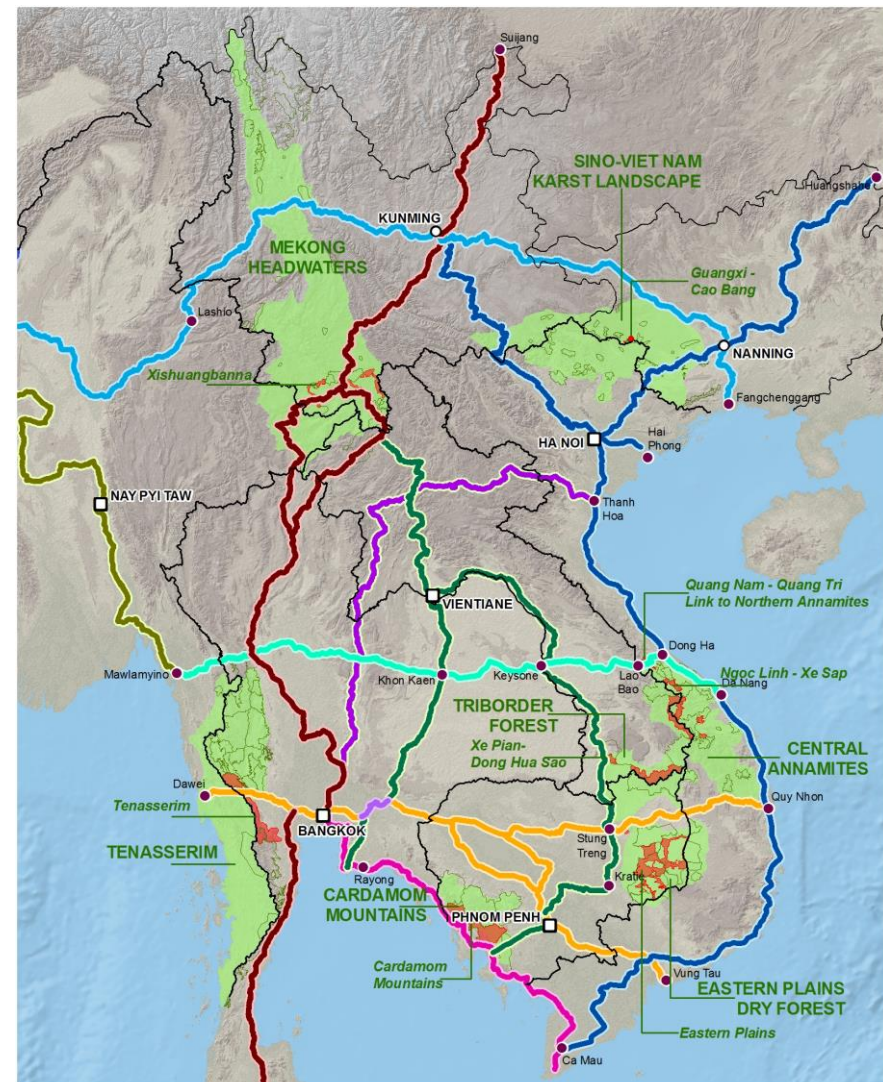 Suijang
SINO-VIET NAM
KARST LANDSCAPE
Huangshahe
KUNMING
MEKONG
HEADWATERS
Guangxi -
Cao Bang
Lashio
NANNING
Xishuangbanna
Fangchenggang
HA NOI
Hai
Phong
NAY PYI TAW
Thanh
Hoa
Quang Nam - Quang Tri
Link to Northern Annamites
VIENTIANE
Dong Ha
Mawlamyino
Khon Kaen
Keysone
Lao
Bao
Ngoc Linh - Xe Sap
Da Nang
TRIBORDER
FOREST
Xe Pian-
Dong Hua Sao
CENTRAL
ANNAMITES
Dawei
Tenasserim
BANGKOK
Quy Nhon
Stung
Treng
TENASSERIM
Rayong
Kratie
CARDAMOM
MOUNTAINS
PHNOM PENH
Cardamom
Mountains
Vung Tau
EASTERN PLAINS
DRY FOREST
Eastern Plains
Ca Mau